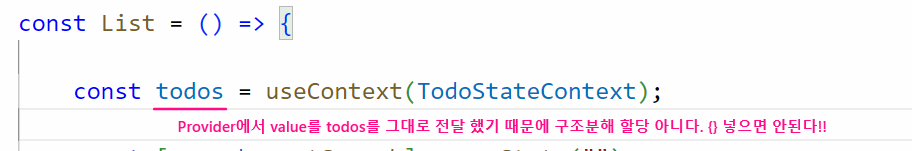 const List = () => {
const todos = useContext(TodoStateContext);
Provider에서 value를 todos를 그대로 전달 했기 때문에 구조분해 할당 아니다. {} 넣으면 안된다!!